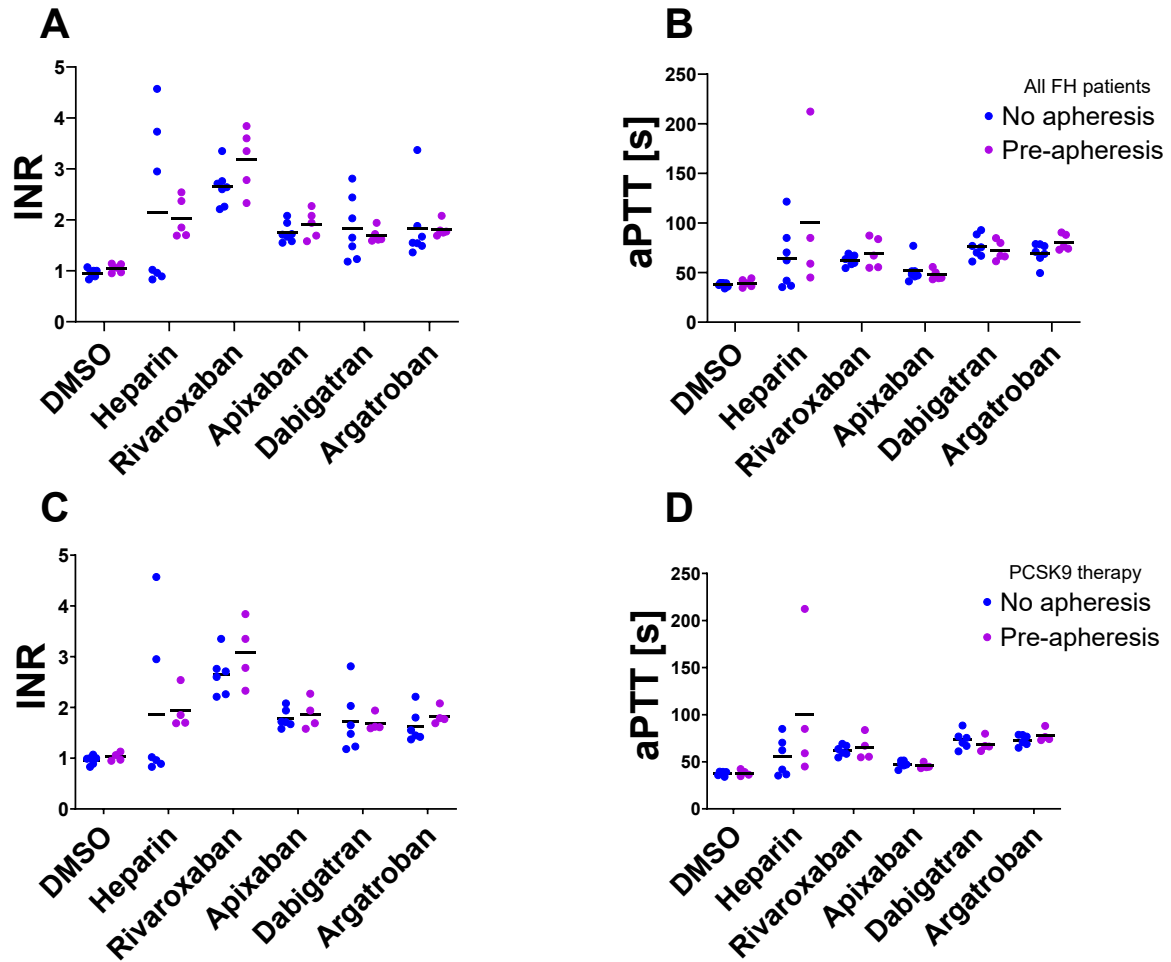 A
INR
5
4
3
2
1
0
DMSO
Heparin
Rivaroxaban
Apixaban
Dabigatran
Argatroban
B
aPTT [s]
250
200
150
100
50
0
DMSO
Heparin
Rivaroxaban
Apixaban
Dabigatran
Argatroban
All FH patients
No apheresis
Pre-apheresis
C
INR
5
4
3
2
1
0
DMSO
Heparin
Rivaroxaban
Apixaban
Dabigatran
Argatroban
D
aPTT [s]
250
200
150
100
50
0
DMSO
Heparin
Rivaroxaban
Apixaban
Dabigatran
Argatroban
PCSK9 therapy
No apheresis
Pre-apheresis